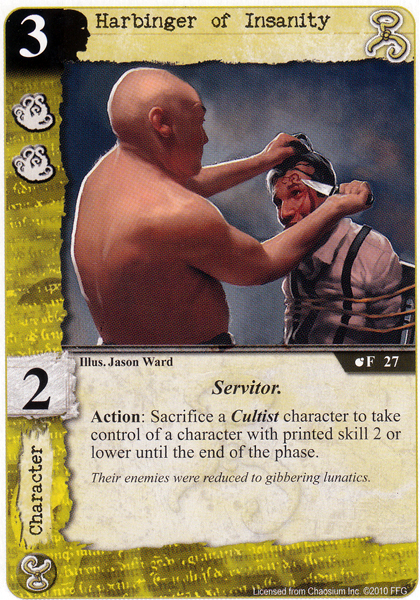 3
Harbinger of Insanity
Illus. Jason Ward
F 27
2
Servitor.
Action: Sacrifice a Cultist character to take
control of a character with printed skill 2 or
lower until the end of the phase.
Their enemies were reduced to gibbering lunatics.
Character
Licensed from Chaosium Inc. ©2010 FFG